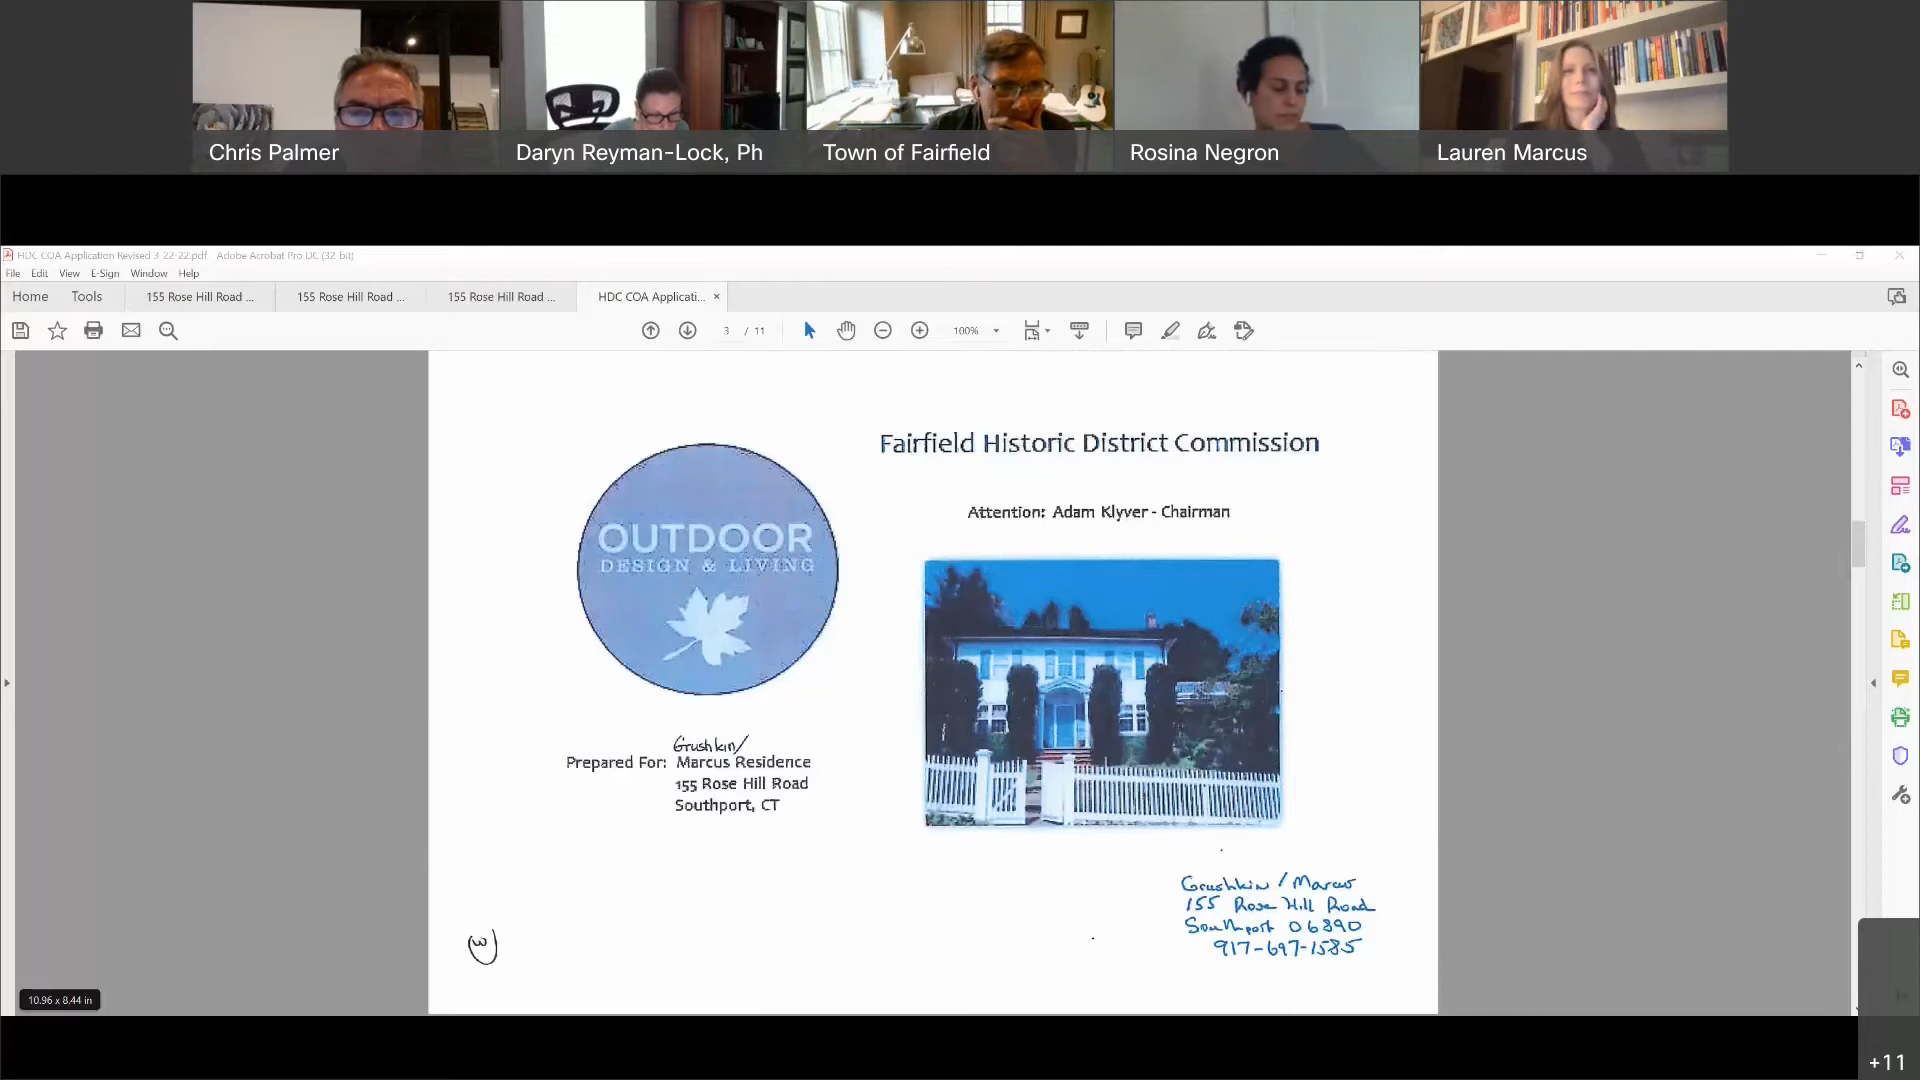 Chris Palmer
Daryn Reyman-Lock, Ph
Town of Fairfield
Rosina Negron
Lauren Marcus
HDC COA Application Revised 3-22-22.pdf - Adobe Acrobat Pro DC (32-bit)
File Edit View E-Sign Window Help
Home Tools 155 Rose Hill Road ... 155 Rose Hill Road ... 155 Rose Hill Road ... HDC COA Applicati... ×
3 / 11 100%
Fairfield Historic District Commission
Attention: Adam Klyver - Chairman
OUTDOOR
DESIGN & LIVING
Grushkin/
Prepared For: Marcus Residence
155 Rose Hill Road
Southport, CT
Grushkin / Marcus
155 Rose Hill Road
Southport 06890
917-697-1585
3
10.96 x 8.44 in
+11